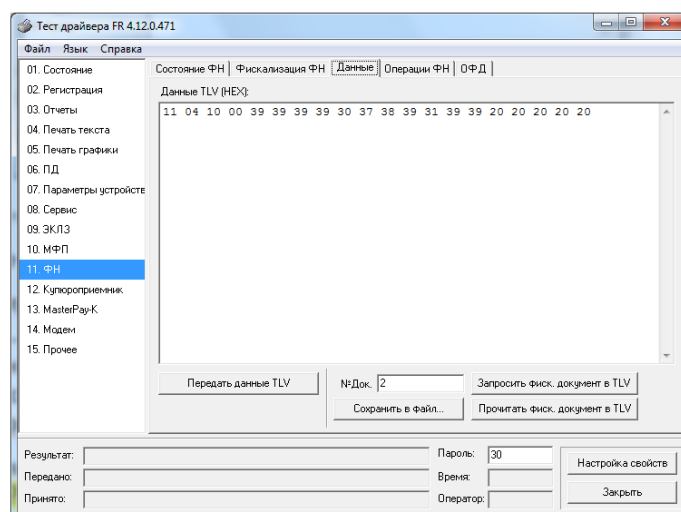 Тест драйвера FR 4.12.0.471
Файл Язык Справка
01. Состояние
02. Регистрация
03. Отчеты
04. Печать текста
05. Печать графики
06. ПД
07. Параметры устройств
08. Сервис
09. ЭКЛЗ
10. МФП
11. ФН
12. Купюроприемник
13. MasterPay-K
14. Модем
15. Прочее
Состояние ФН Фискализация ФН Данные Операции ФН ОФД
Данные TLV (HEX):
11 04 10 00 39 39 39 39 30 37 38 39 31 39 39 20 20 20 20 20
Передать данные TLV
№Док. 2
Запросить фиск. документ в TLV
Сохранить в файл...
Прочитать фиск. документ в TLV
Результат:
Передано:
Принято:
Пароль: 30
Время:
Оператор:
Настройка свойств
Закрыть